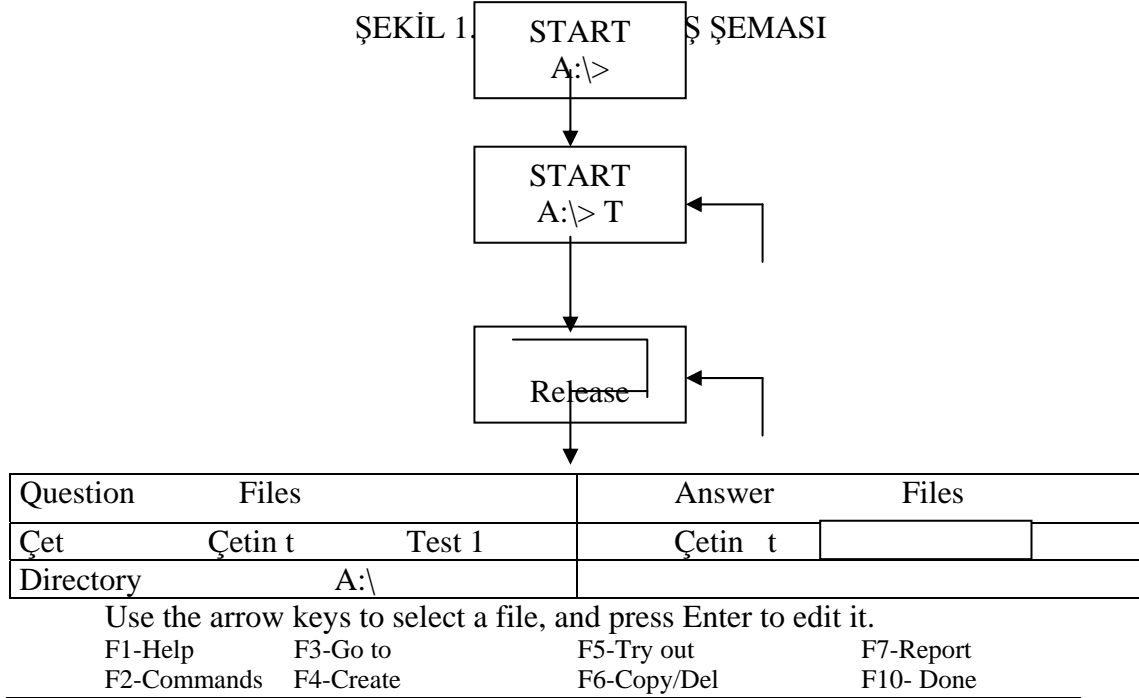 ŞEKİL 1. Ş ŞEMASI
START
A:\>
START
A:\> T
Release
Question Files Answer Files
Çet Çetin t Test 1 Çetin t
Directory A:\
Use the arrow keys to select a file, and press Enter to edit it.
F1-Help F3-Go to F5-Try out F7-Report
F2-Commands F4-Create F6-Copy/Del F10- Done